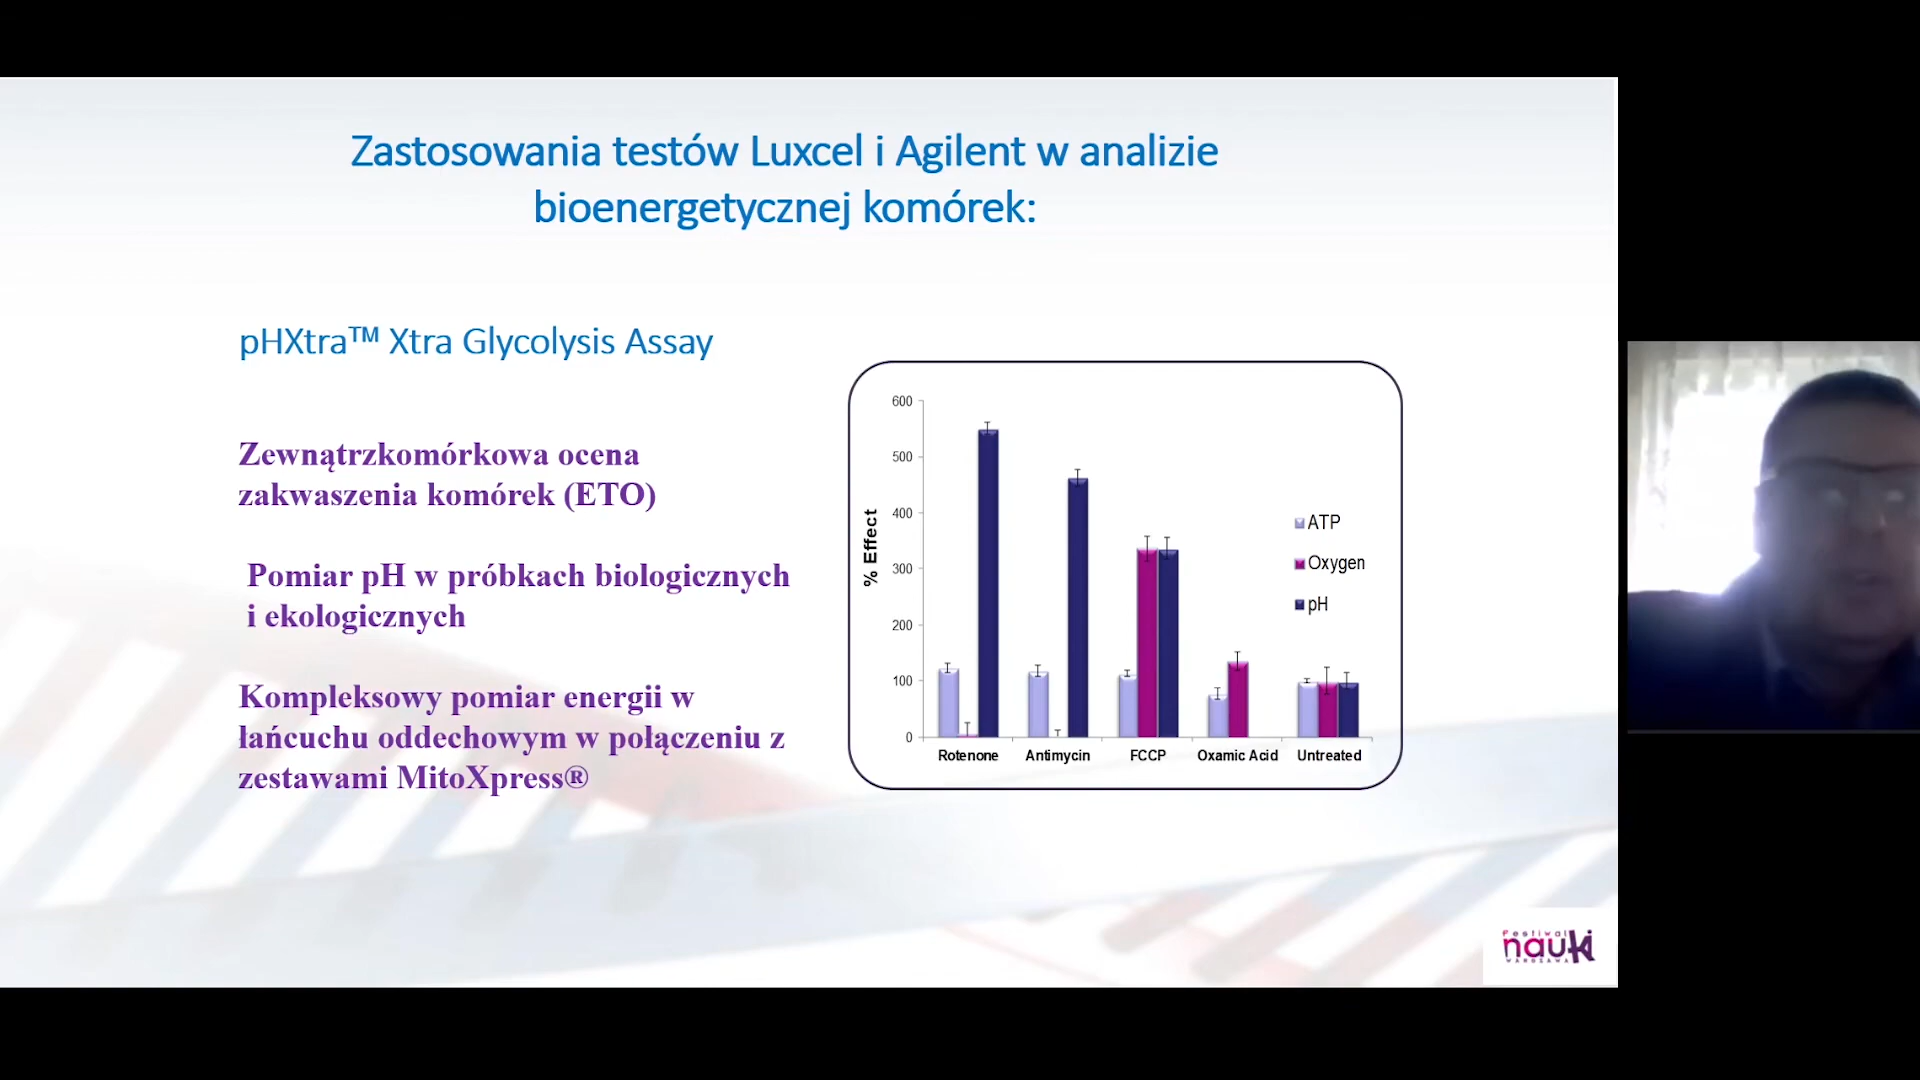 Zastosowania testów Luxcel i Agilent w analizie
bioenergetycznej komórek:
pHXtra™ Xtra Glycolysis Assay
Zewnątrzkomórkowa ocena
zakwaszenia komórek (ETO)
Pomiar pH w próbkach biologicznych
i ekologicznych
Kompleksowy pomiar energii w
łańcuchu oddechowym w połączeniu z
zestawami MitoXpress®
% Effect
600
500
400
300
200
100
0
Rotenone Antimycin FCCP Oxamic Acid Untreated
ATP
Oxygen
pH
Festiwal
nauki
WARSZAWA